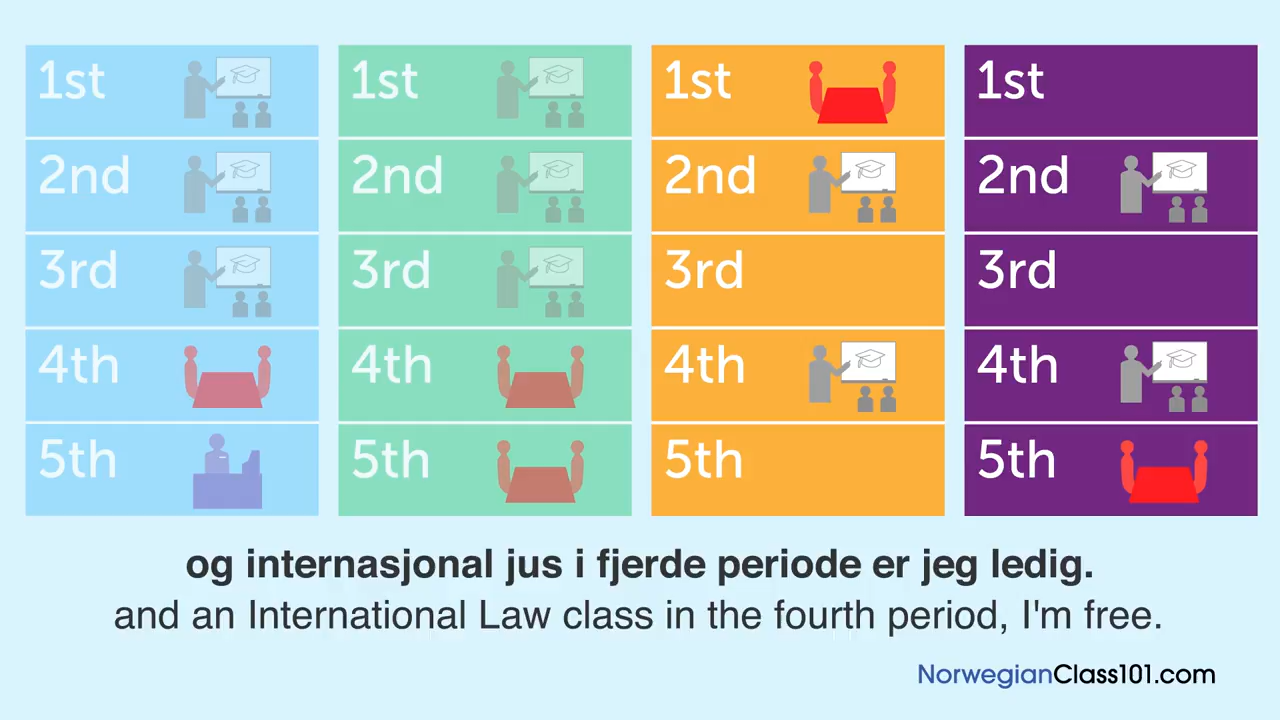 1st
2nd
3rd
4th
5th
1st
2nd
3rd
4th
5th
1st
2nd
3rd
4th
5th
1st
2nd
3rd
4th
5th
og internasjonal jus i fjerde periode er jeg ledig.
and an International Law class in the fourth period, I'm free.
NorwegianClass101.com